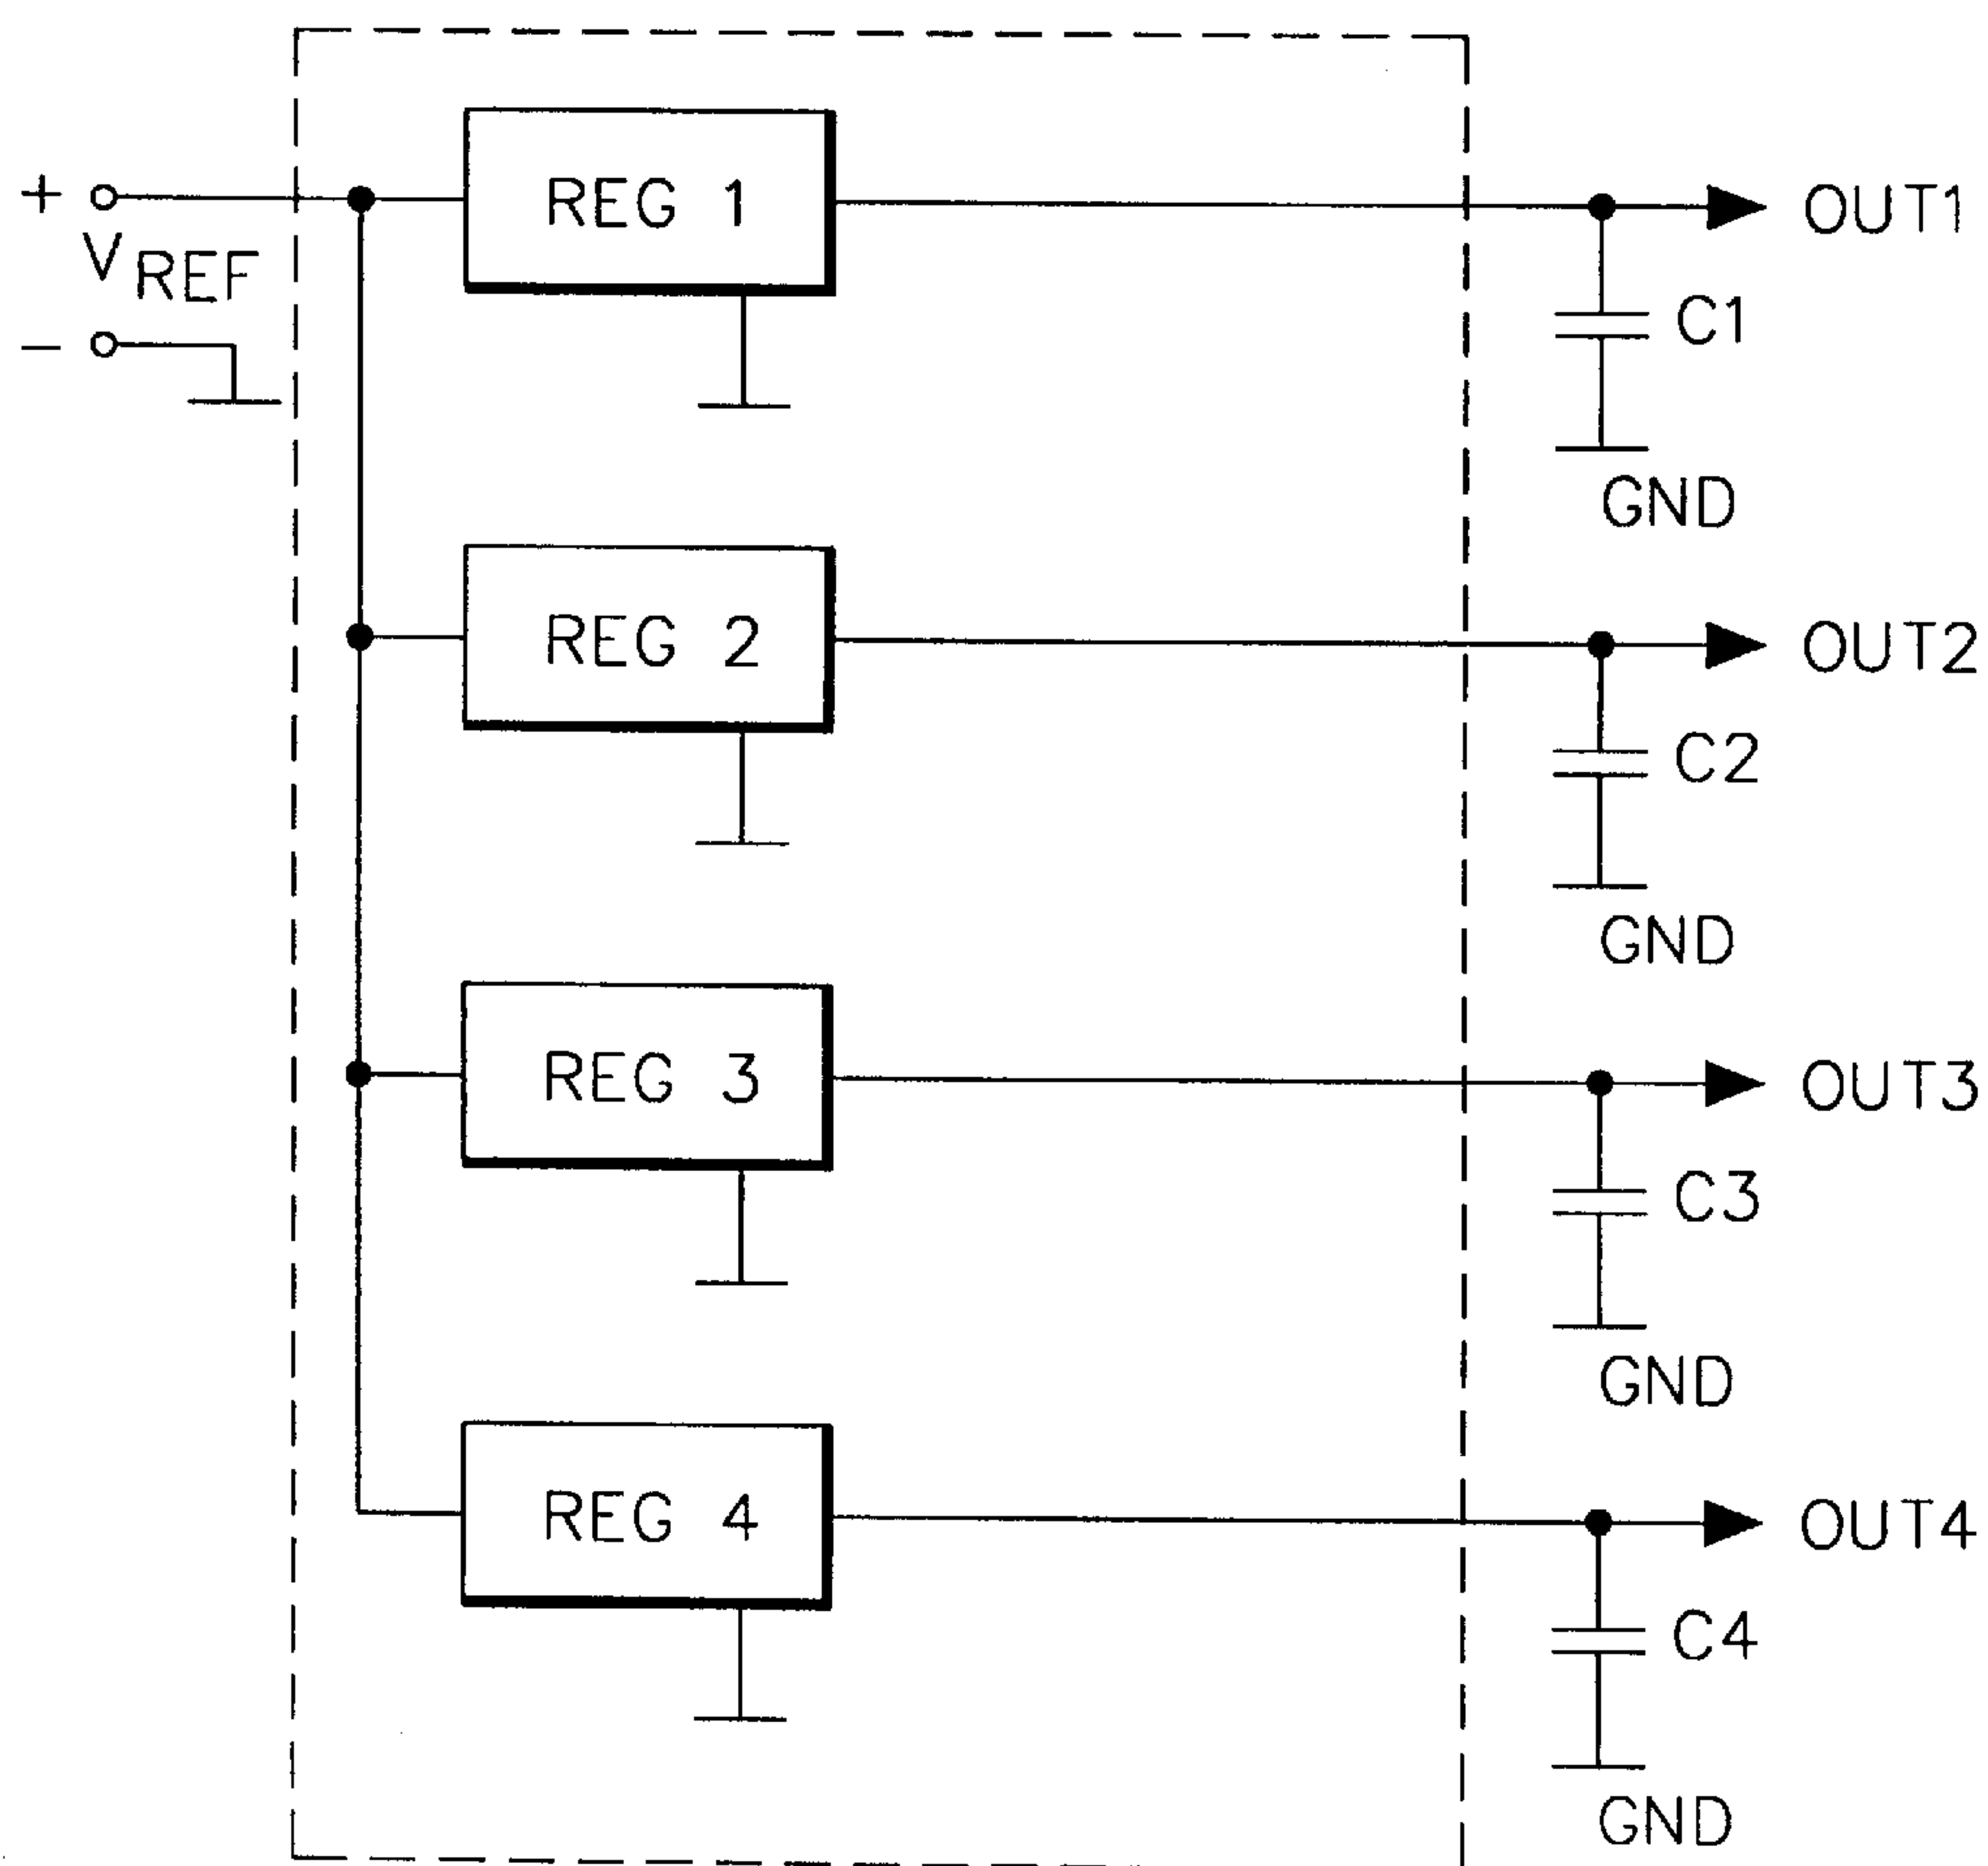 +
REG 1
OUT1
VREF
C1
-
GND
REG 2
OUT2
C2
GND
REG 3
OUT3
C3
GND
REG 4
OUT4
C4
GND